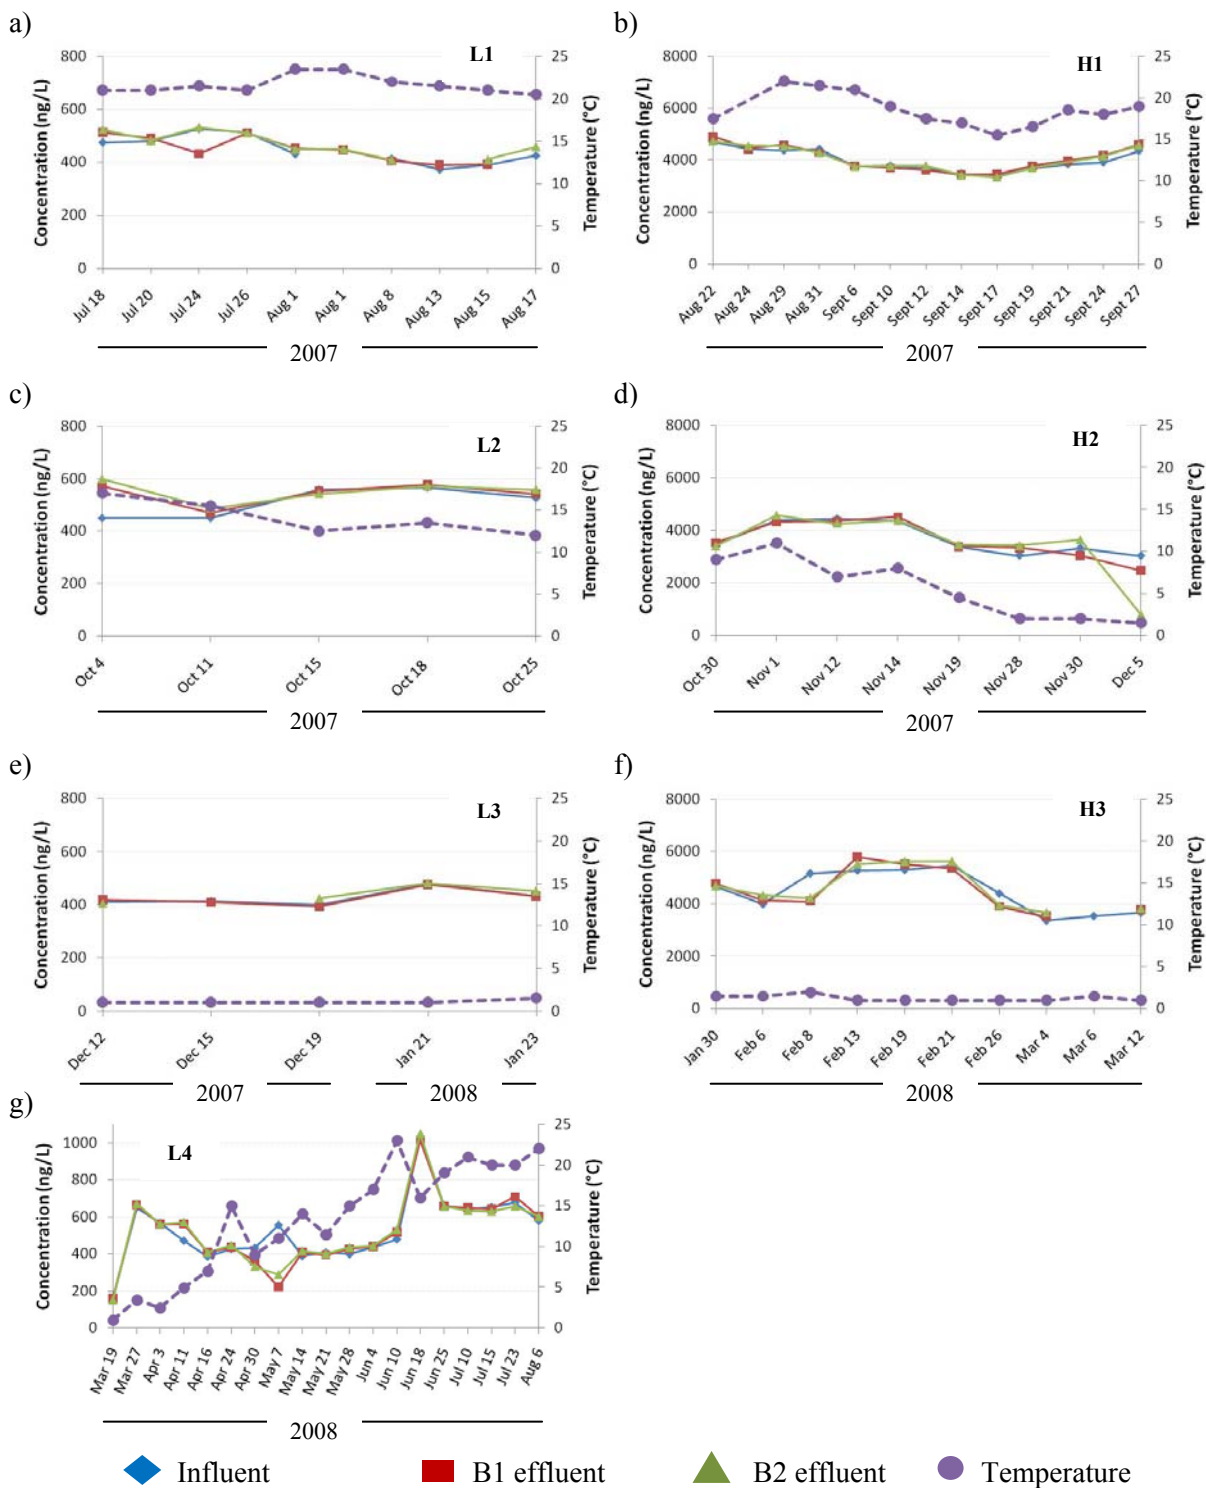 a)
L1
Concentration (ng/L)
800
600
400
200
0
25
20
15
10
5
0
Temperature (°C)
Jul 18
Jul 20
Jul 24
Jul 26
Aug 1
Aug 1
Aug 8
Aug 13
Aug 15
Aug 17
2007
b)
H1
Concentration (ng/L)
8000
6000
4000
2000
0
25
20
15
10
5
0
Temperature (°C)
Aug 22
Aug 24
Aug 29
Aug 31
Sept 6
Sept 10
Sept 12
Sept 14
Sept 17
Sept 19
Sept 21
Sept 24
Sept 27
2007
c)
L2
Concentration (ng/L)
800
600
400
200
0
25
20
15
10
5
0
Temperature (°C)
Oct 4
Oct 11
Oct 15
Oct 18
Oct 25
2007
d)
H2
Concentration (ng/L)
8000
6000
4000
2000
0
25
20
15
10
5
0
Temperature (°C)
Oct 30
Nov 1
Nov 12
Nov 14
Nov 19
Nov 28
Nov 30
Dec 5
2007
e)
L3
Concentration (ng/L)
800
600
400
200
0
25
20
15
10
5
0
Temperature (°C)
Dec 12
Dec 15
Dec 19
Jan 21
Jan 23
2007 2008
f)
H3
Concentration (ng/L)
8000
6000
4000
2000
0
25
20
15
10
5
0
Temperature (°C)
Jan 30
Feb 6
Feb 8
Feb 13
Feb 19
Feb 21
Feb 26
Mar 4
Mar 6
Mar 12
2008
g)
L4
Concentration (ng/L)
1000
800
600
400
200
0
25
20
15
10
5
0
Temperature (°C)
Mar 19
Mar 27
Apr 3
Apr 11
Apr 16
Apr 24
Apr 30
May 7
May 14
May 21
May 28
Jun 4
Jun 10
Jun 18
Jun 25
Jul 10
Jul 15
Jul 23
Aug 6
2008
Influent B1 effluent B2 effluent Temperature